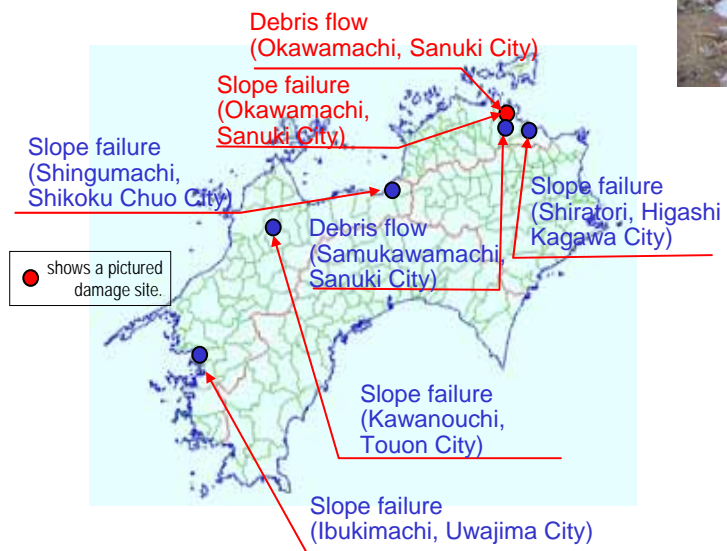 Debris flow
(Okawamachi, Sanuki City)
Slope failure
(Okawamachi,
Sanuki City)
Slope failure
(Shingumachi,
Shikoku Chuo City)
Slope failure
(Shiratori, Higashi
Kagawa City)
Debris flow
(Samukawamachi,
Sanuki City)
shows a pictured
damage site.
Slope failure
(Kawanouchi,
Touon City)
Slope failure
(Ibukimachi, Uwajima City)